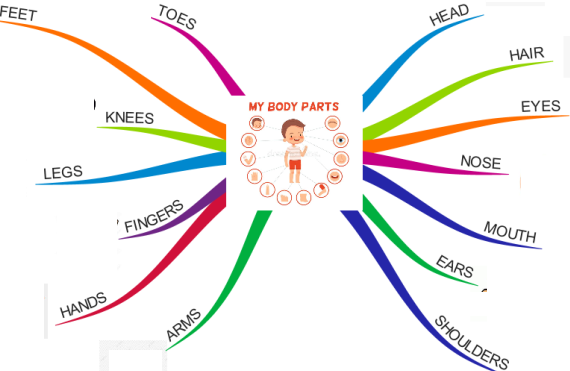 MY BODY PARTS
HEAD
HAIR
EYES
NOSE
MOUTH
EARS
SHOULDERS
ARMS
HANDS
FINGERS
LEGS
KNEES
FEET
TOES